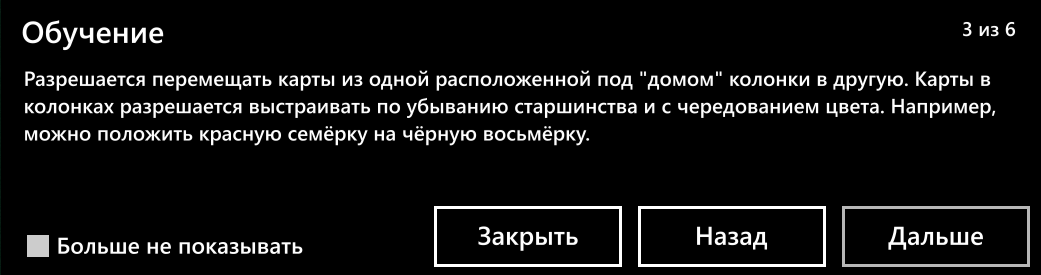 Обучение
3 из 6
Разрешается перемещать карты из одной расположенной под "домом" колонки в другую. Карты в
колонках разрешается выстраивать по убыванию старшинства и с чередованием цвета. Например,
можно положить красную семёрку на чёрную восьмёрку.
Больше не показывать
Закрыть
Назад
Дальше